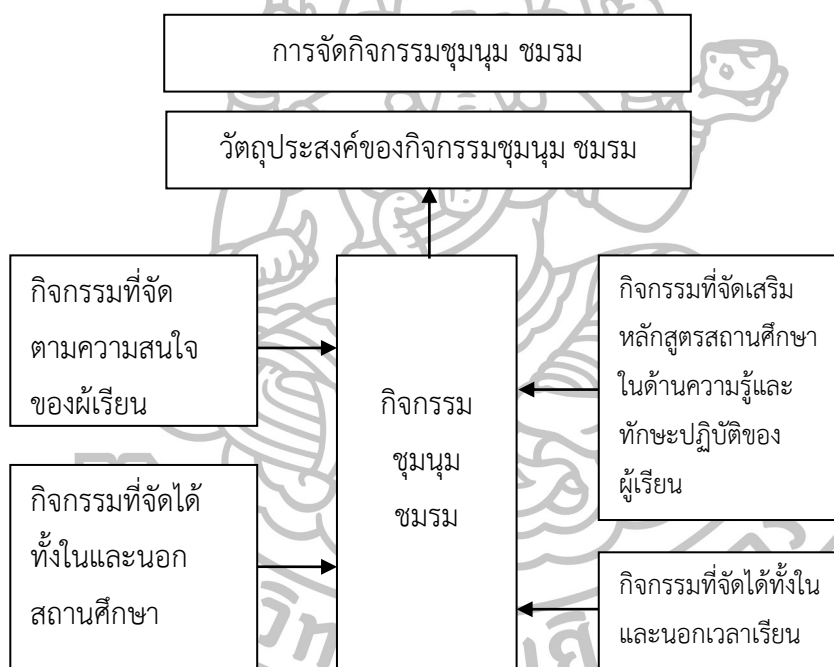 การจัดกิจกรรมชุมนุม ชมรม
วัตถุประสงค์ของกิจกรรมชุมนุม ชมรม
กิจกรรมที่จัด
ตามความสนใจ
ของผู้เรียน
กิจกรรมที่จัดได้
ทั้งในและนอก
สถานศึกษา
กิจกรรม
ชุมนุม
ชมรม
กิจกรรมที่จัดเสริม
หลักสูตรสถานศึกษา
ในด้านความรู้และ
ทักษะปฏิบัติของ
ผู้เรียน
กิจกรรมที่จัดได้ทั้งใน
และนอกเวลาเรียน